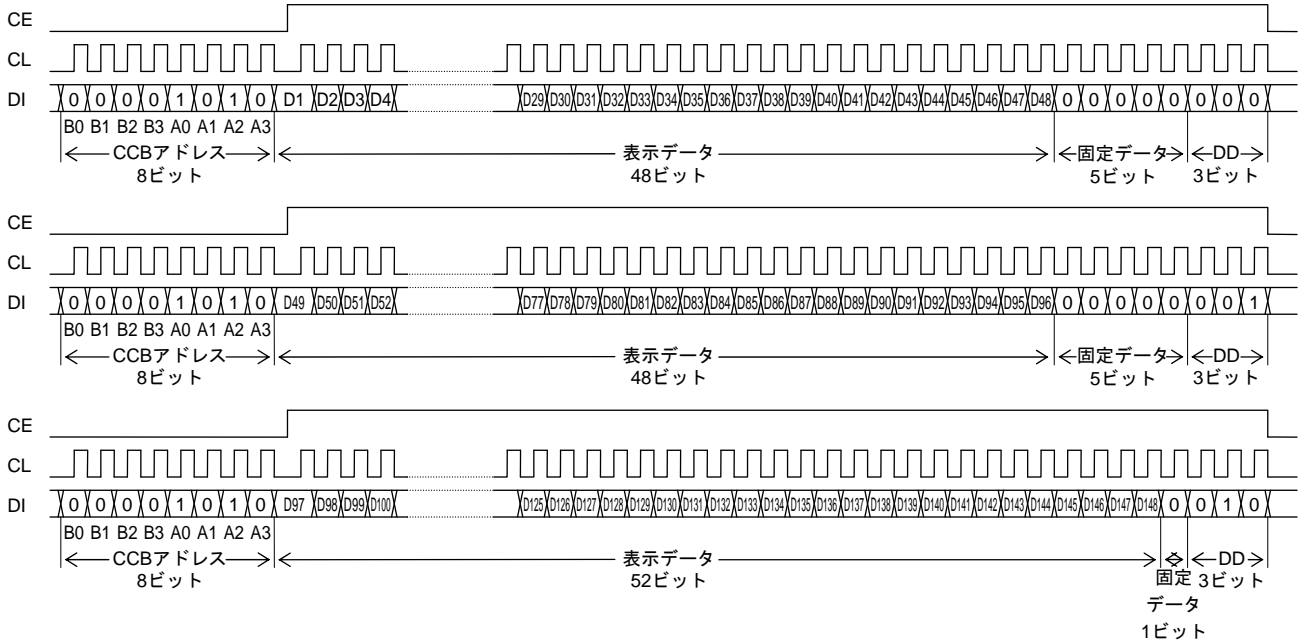 CE
CL
DI 0 0 0 0 1 0 1 0 D1 D2 D3 D4 D29 D30 D31 D32 D33 D34 D35 D36 D37 D38 D39 D40 D41 D42 D43 D44 D45 D46 D47 D48 0 0 0 0 0 0 0 0
B0 B1 B2 B3 A0 A1 A2 A3
CCBアドレス 表示データ 固定データ DD
8ビット 48ビット 5ビット 3ビット
CE
CL
DI 0 0 0 0 1 0 1 0 D49 D50 D51 D52 D77 D78 D79 D80 D81 D82 D83 D84 D85 D86 D87 D88 D89 D90 D91 D92 D93 D94 D95 D96 0 0 0 0 0 0 0 1
B0 B1 B2 B3 A0 A1 A2 A3
CCBアドレス 表示データ 固定データ DD
8ビット 48ビット 5ビット 3ビット
CE
CL
DI 0 0 0 0 1 0 1 0 D97 D98 D99 D100 D125 D126 D127 D128 D129 D130 D131 D132 D133 D134 D135 D136 D137 D138 D139 D140 D141 D142 D143 D144 D145 D146 D147 D148 0 0 1 0
B0 B1 B2 B3 A0 A1 A2 A3
CCBアドレス 表示データ DD
8ビット 52ビット 固定 3ビット
データ
1ビット